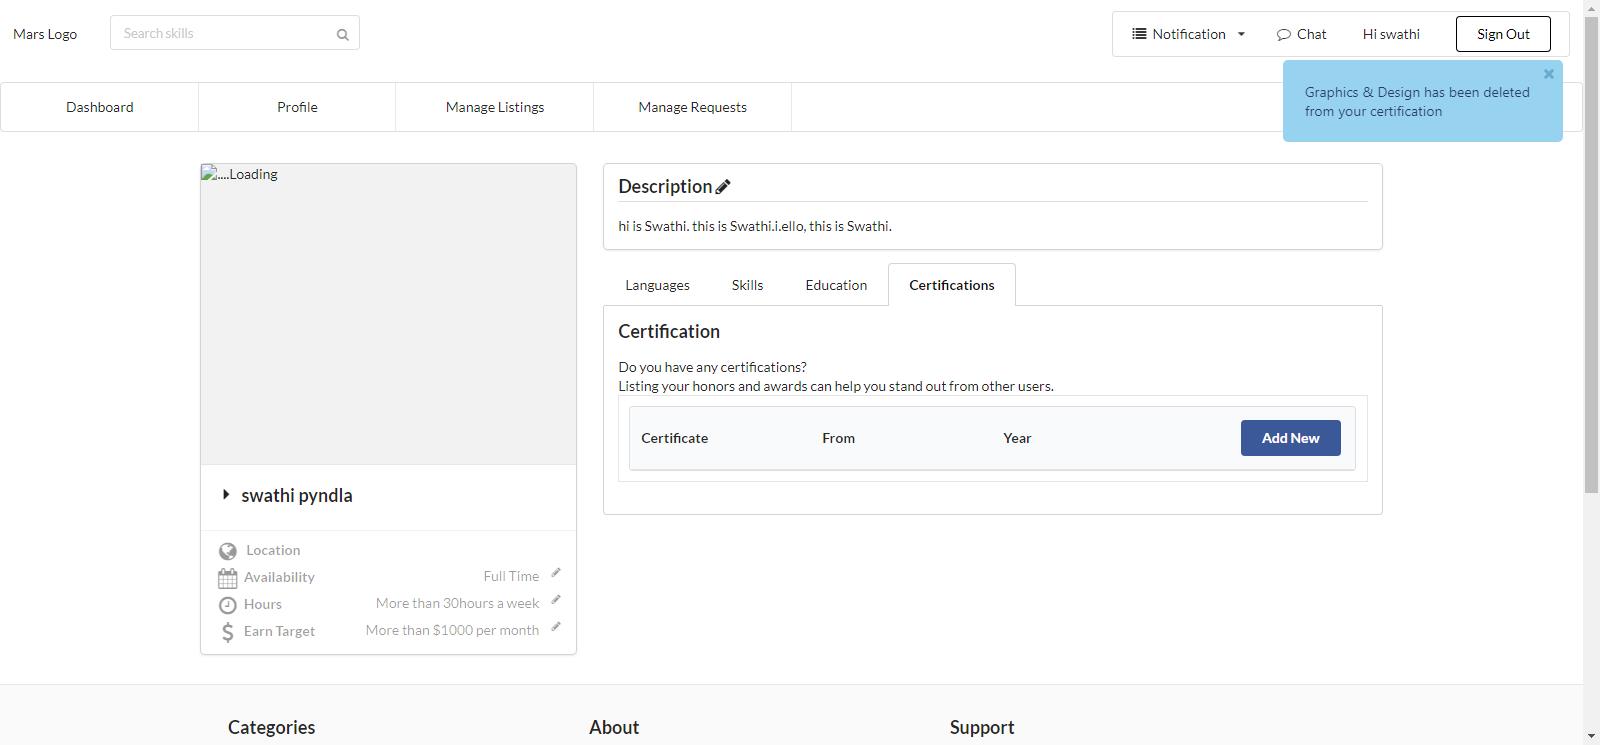 Mars Logo
Search skills
Notification
Chat
Hi swathi
Sign Out
Graphics & Design has been deleted
from your certification
Dashboard
Profile
Manage Listings
Manage Requests
....Loading
Description
hi is Swathi. this is Swathi.i.ello, this is Swathi.
Languages
Skills
Education
Certifications
Certification
Do you have any certifications?
Listing your honors and awards can help you stand out from other users.
Certificate
From
Year
Add New
swathi pyndla
Location
Availability
Full Time
Hours
More than 30hours a week
Earn Target
More than $1000 per month
Categories
About
Support